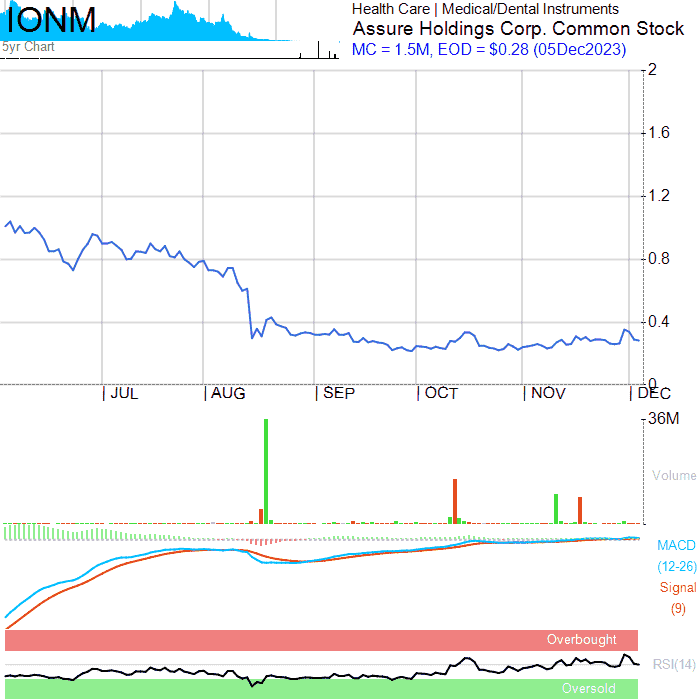 IONM
5yr Chart
Health Care | Medical/Dental Instruments
Assure Holdings Corp. Common Stock
MC = 1.5M, EOD = $0.28 (05Dec2023)
2
1.6
1.2
0.8
0.4
0
JUL AUG SEP OCT NOV DEC
36M
Volume
MACD
(12-26)
Signal
(9)
Overbought
RSI(14)
Oversold